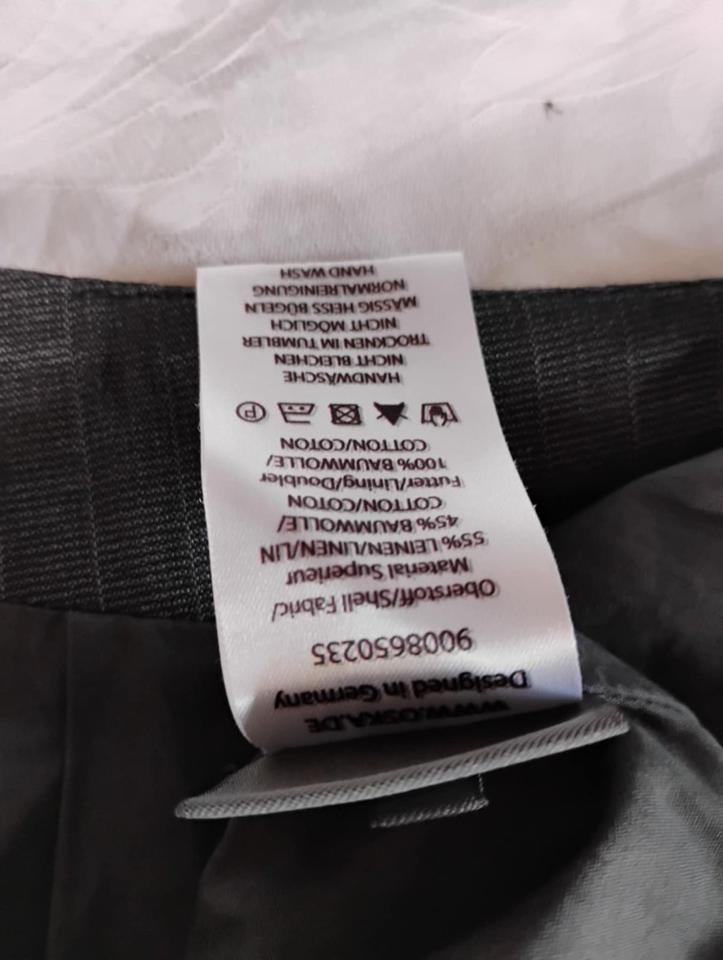 WWW.OSKA.DE
Designed in Germany
9008650235
Oberstoff/Shell Fabric/
Material Superieur
55% LEINEN/LINEN/LIN
45% BAUMWOLLE/
COTTON/COTON
Futter/Lining/Doubler
100% BAUMWOLLE/
COTTON/COTON
P
HANDWÄSCHE
NICHT BLEICHEN
TROCKNEN IM TUMBLER
NICHT MÖGLICH
MÄSSIG HEISS BÜGELN
NORMALREINIGUNG
HAND WASH